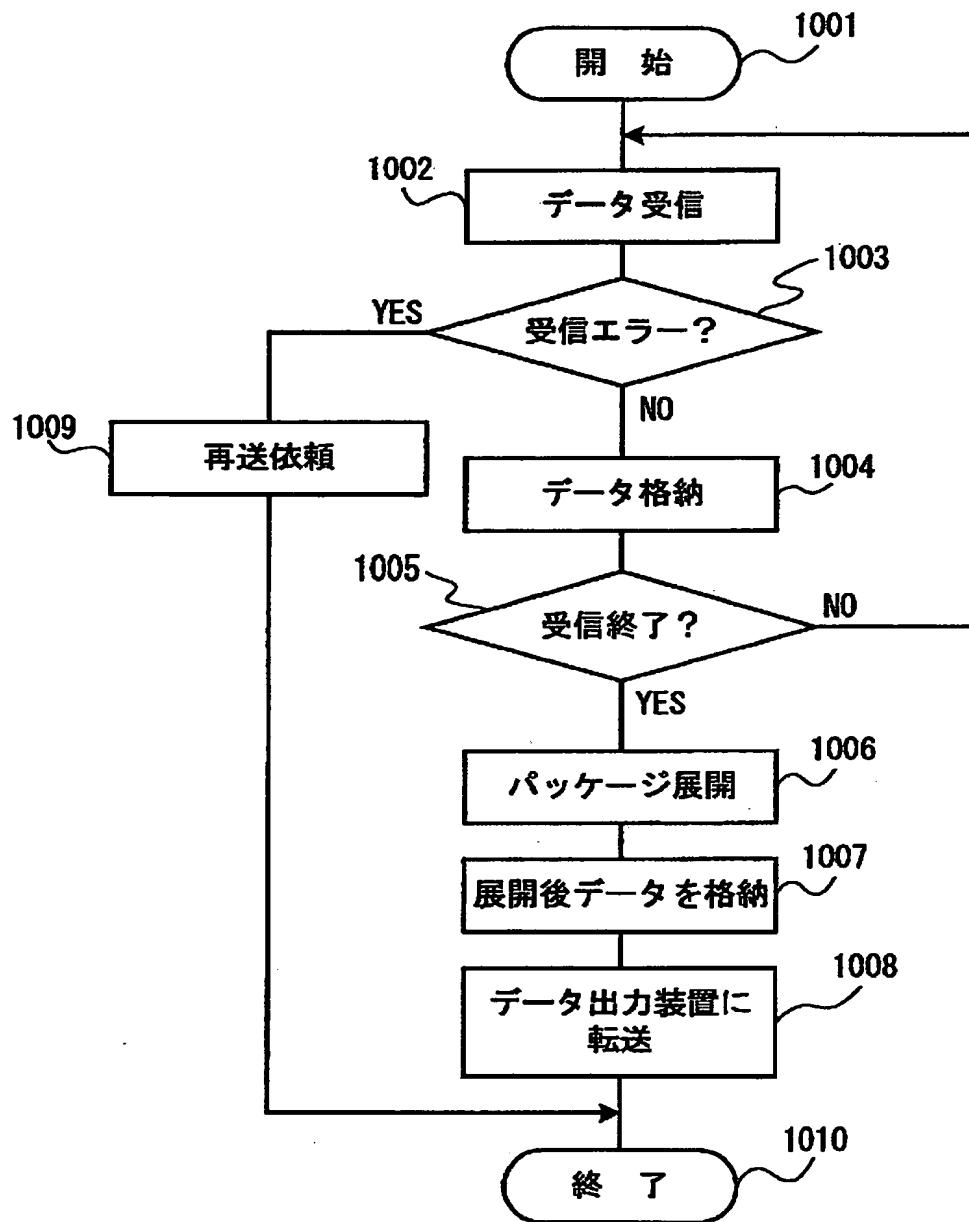 1001
開 始
1002
データ受信
1003
YES
受信エラー?
NO
1009
再送依頼
1004
データ格納
1005
受信終了?
NO
YES
1006
パッケージ展開
1007
展開後データを格納
1008
データ出力装置に
転送
1010
終 了